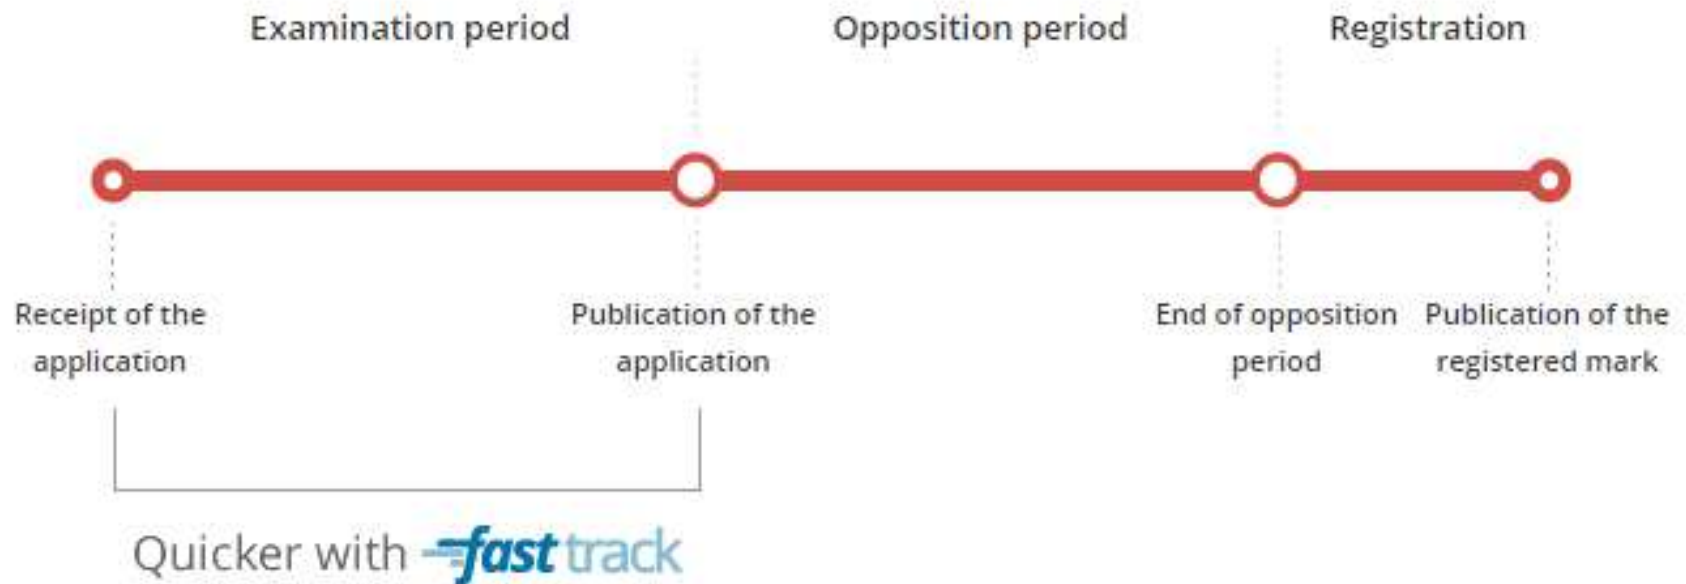 Examination period
Opposition period
Registration
Receipt of the
application
Publication of the
application
End of opposition
period
Publication of the
registered mark
Quicker with fast track